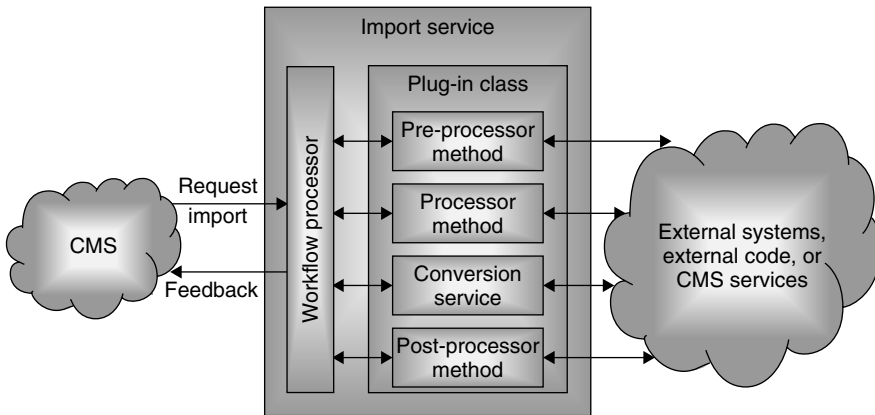 Import service
Plug-in class
Workflow processor
Pre-processor
method
Processor
method
Conversion
service
Post-processor
method
CMS
Request
import
Feedback
External systems,
external code, or
CMS services